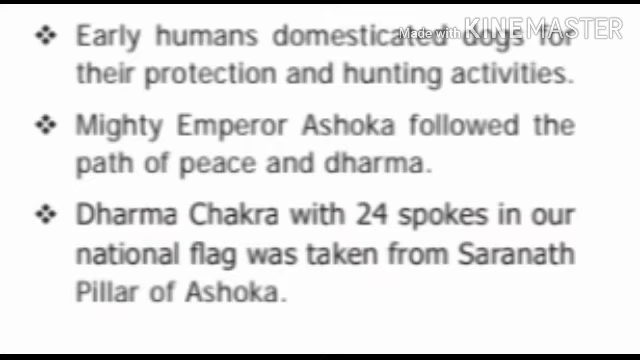 Made with KINEMASTER
❖ Early humans domesticated dogs for
their protection and hunting activities.
❖ Mighty Emperor Ashoka followed the
path of peace and dharma.
❖ Dharma Chakra with 24 spokes in our
national flag was taken from Saranath
Pillar of Ashoka.